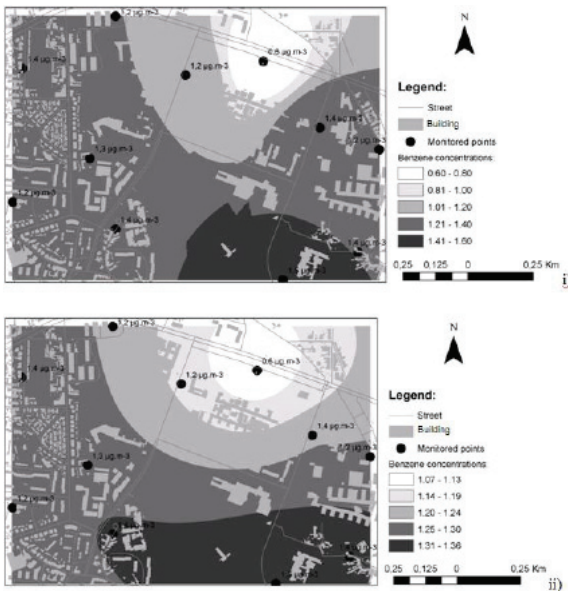 1,2 µg.m-3
N
1,4 µg.m-3
0,6 µg.m-3
1,2 µg.m-3
Legend:
Street
1,4 µg.m-3
Building
Monitored points
1,3 µg.m-3
Benzene concentrations:
0.60 - 0.80
0.81 - 1.00
1,2 µg.m-3
1.01 - 1.20
1,4 µg.m-3
1.21 - 1.40
1.41 - 1.60
0,25 0,125 0 0,25 Km
i)
1,2 µg.m-3
N
1,4 µg.m-3
0,6 µg.m-3
1,2 µg.m-3
Legend:
Street
1,4 µg.m-3
Building
Monitored points
1,3 µg.m-3
Benzene concentrations:
1.07 - 1.13
1.14 - 1.19
1,2 µg.m-3
1.20 - 1.24
1.25 - 1.30
1.31 - 1.36
0,25 0,125 0 0,25 Km
ii)